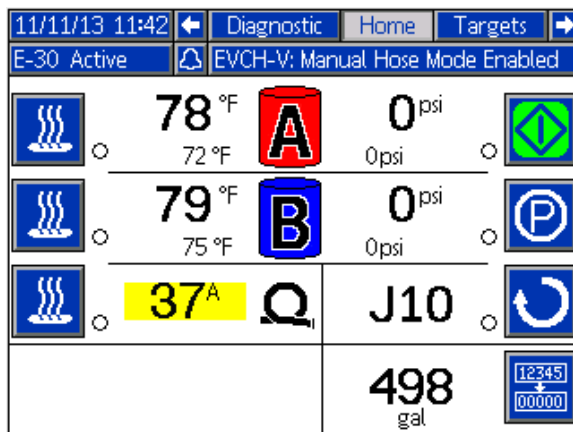 11/11/13 11:42 Diagnostic Home Targets
E-30 Active EVCH-V: Manual Hose Mode Enabled
78 °F A 0 psi
72 °F 0psi
79 °F B 0 psi
75 °F 0psi
37 A J10
498
gal
12345
00000
P